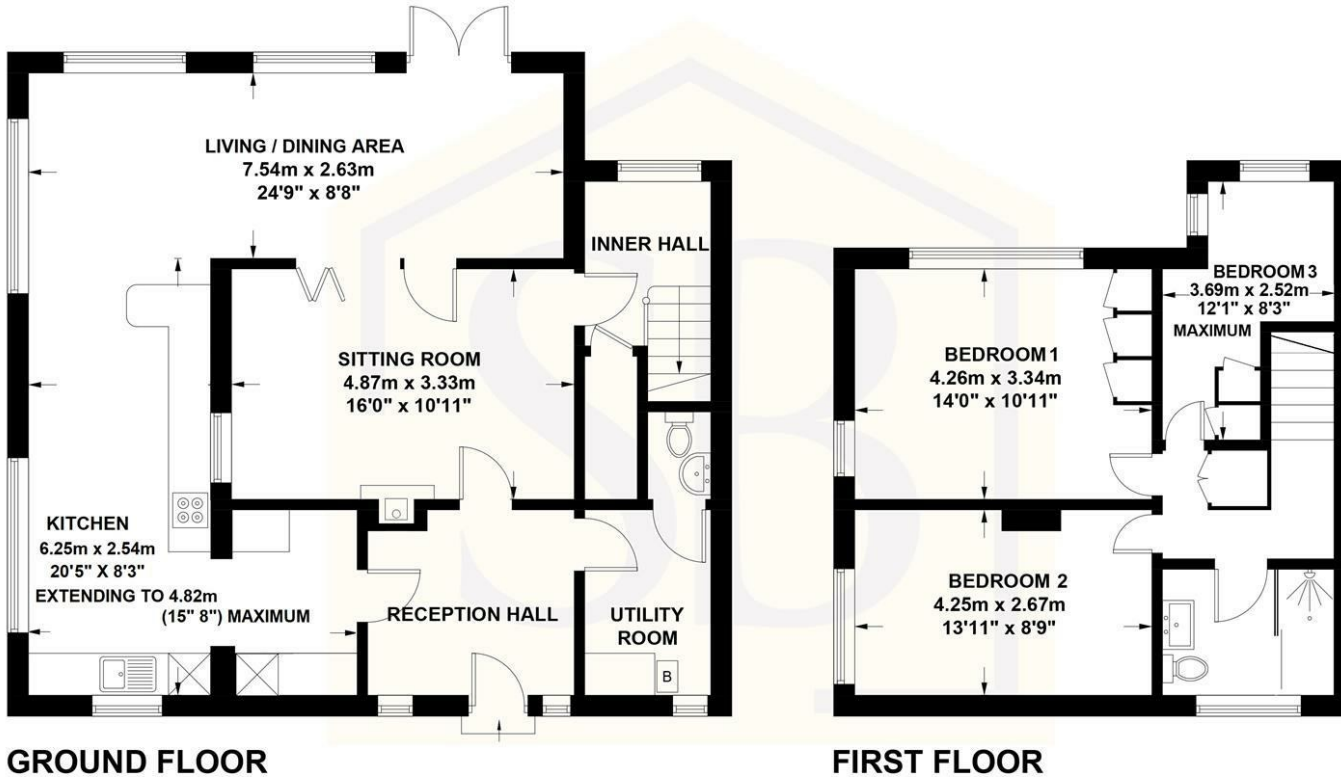 LIVING / DINING AREA
7.54m x 2.63m
24'9" x 8'8"
INNER HALL
SITTING ROOM
4.87m x 3.33m
16'0" x 10'11"
KITCHEN
6.25m x 2.54m
20'5" X 8'3"
EXTENDING TO 4.82m
(15" 8") MAXIMUM
RECEPTION HALL
UTILITY
ROOM
B
GROUND FLOOR
BEDROOM 3
3.69m x 2.52m
12'1" x 8'3"
MAXIMUM
BEDROOM 1
4.26m x 3.34m
14'0" x 10'11"
BEDROOM 2
4.25m x 2.67m
13'11" x 8'9"
FIRST FLOOR
SB